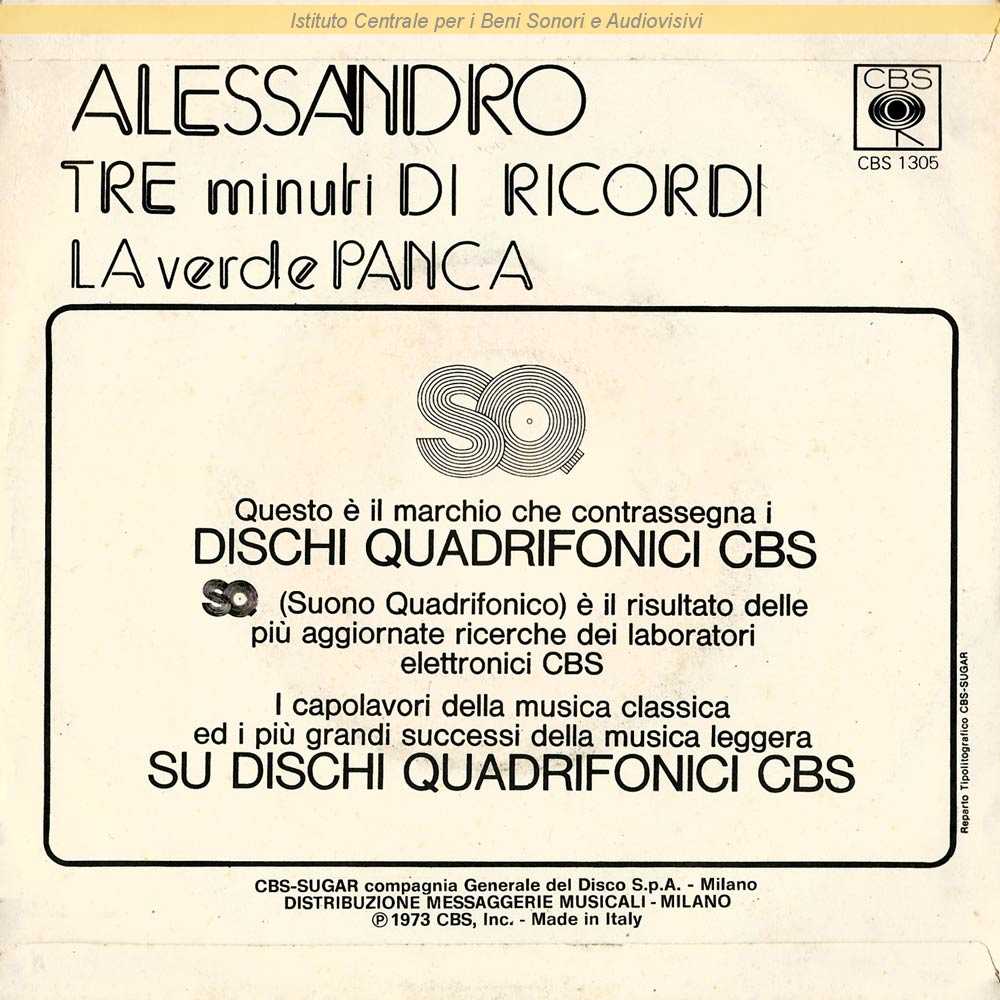 Istituto Centrale per i Beni Sonori e Audiovisivi
ALESSANDRO
CBS
CBS 1305
TRE minuti DI RICORDI
LA verde PANCA
SQ
Questo è il marchio che contrassegna i
DISCHI QUADRIFONICI CBS
SQ (Suono Quadrifonico) è il risultato delle
più aggiornate ricerche dei laboratori
elettronici CBS
I capolavori della musica classica
ed i più grandi successi della musica leggera
SU DISCHI QUADRIFONICI CBS
Reparto Tipolitografico CBS-SUGAR
CBS-SUGAR compagnia Generale del Disco S.p.A. - Milano
DISTRIBUZIONE MESSAGGERIE MUSICALI - MILANO
℗ 1973 CBS, Inc. - Made in Italy